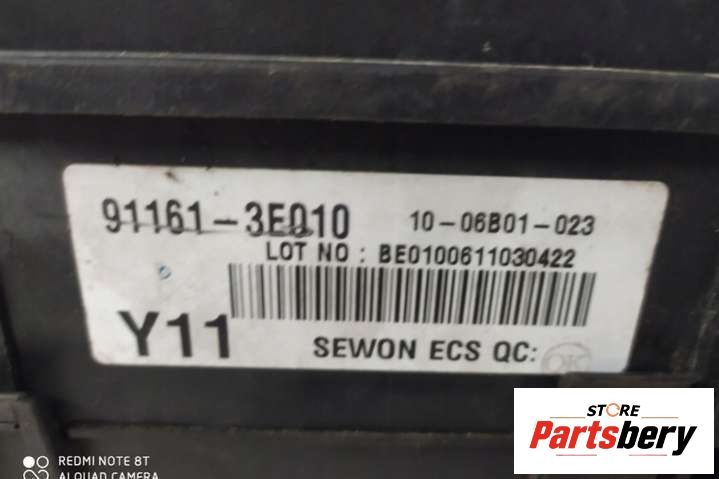 91161-3E010 10-06B01-023
LOT NO : BE0100611030422
Y11 SEWON ECS QC: OK
STORE
Partsbery
REDMI NOTE 8T
AI QUAD CAMERA